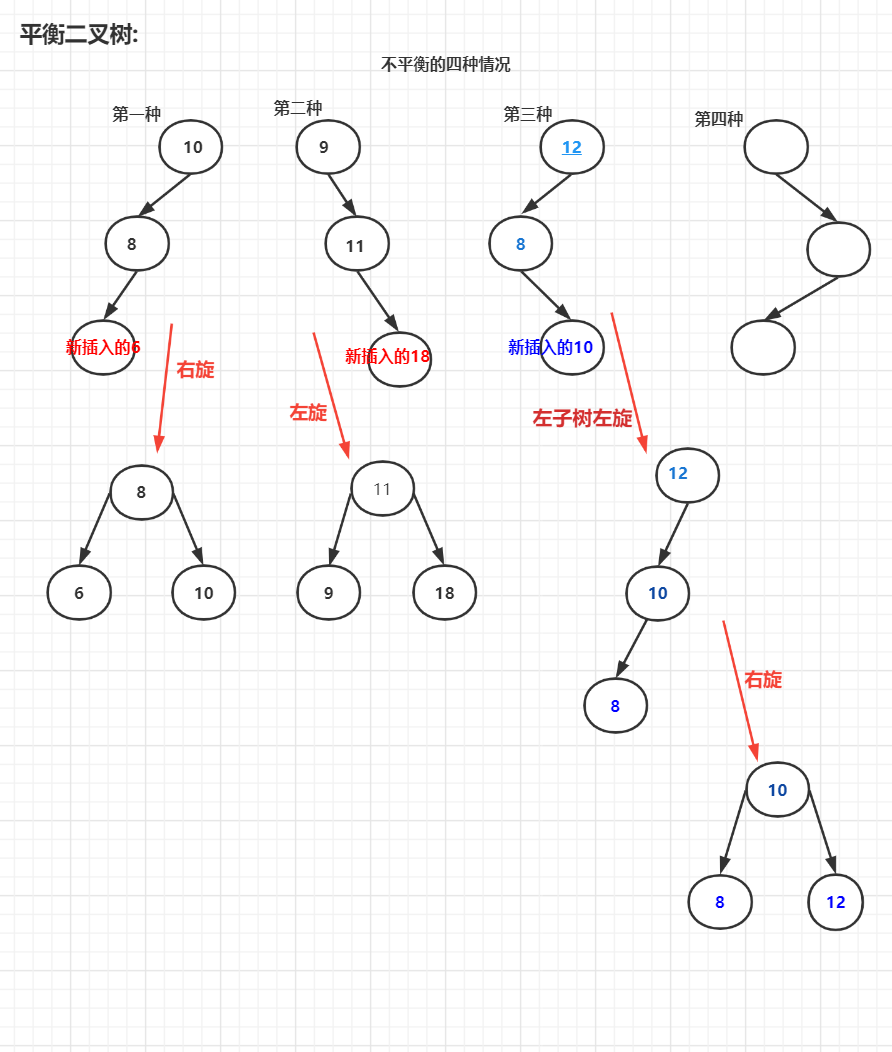 平衡二叉树:
不平衡的四种情况
第一种
第二种
第三种
第四种
10
9
12
8
11
8
新插入的6
新插入的18
新插入的10
右旋
左旋
左子树左旋
8
11
12
6
10
9
18
10
8
右旋
10
8
12